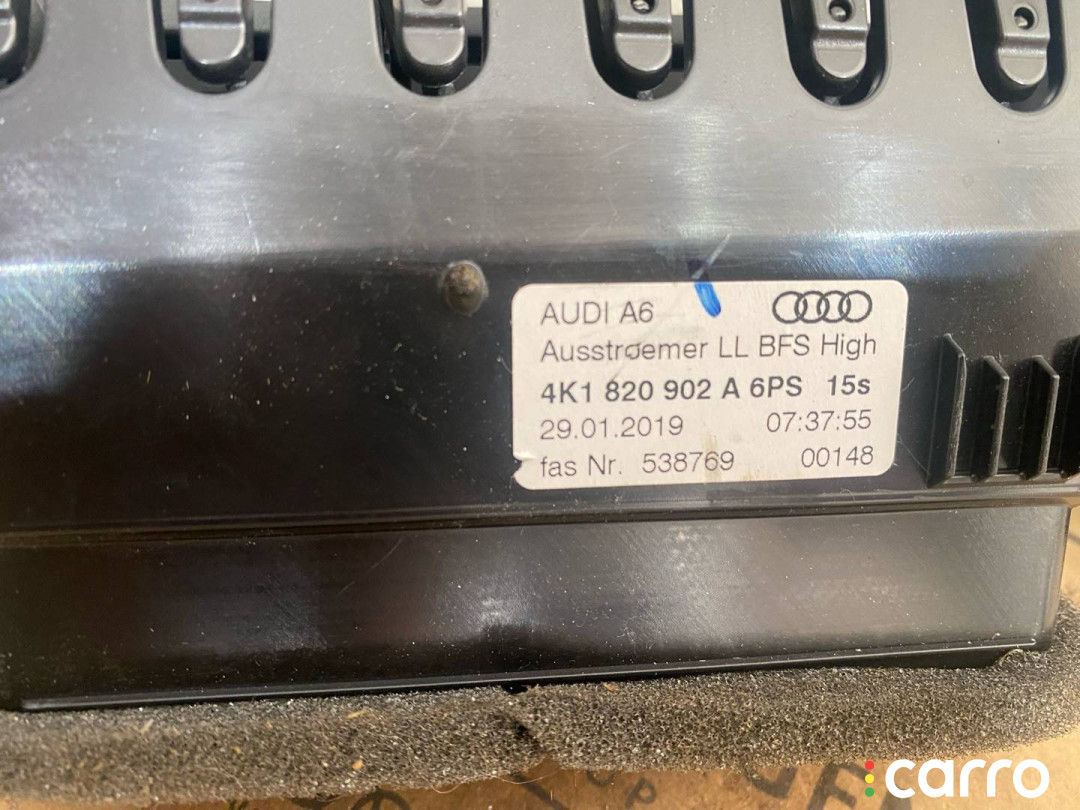 AUDI A6
Ausstroemer LL BFS High
4K1 820 902 A 6PS 15s
29.01.2019 07:37:55
fas Nr. 538769 00148
carro